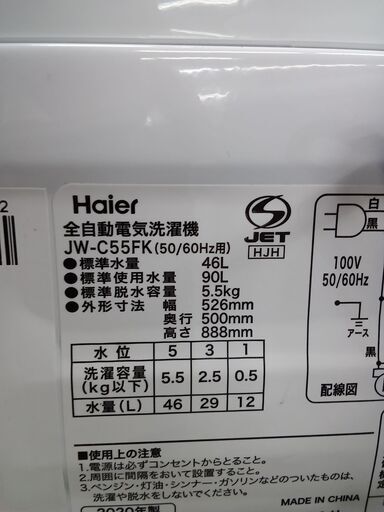 Haier
全自動電気洗濯機
JW-C55FK(50/60Hz用)
●標準水量 46L
●標準使用水量 90L
●標準脱水容量 5.5kg
●外形寸法 幅 526mm
奥行 500mm
高さ 888mm
S
JET
HJH
水位 5 3 1
洗濯容量(kg以下) 5.5 2.5 0.5
水量(L) 46 29 12
■使用上の注意
1.電源は必ずコンセントからとること。
2.周囲に間隔をおいて設置すること。
3.ベンジン・灯油・シンナー・ガソリンなどのついたものは、
洗濯や脱水をしないでください。
MADE IN CHINA
2020年製
2
白
100V
50/60Hz
黒
アース
黒
配線図